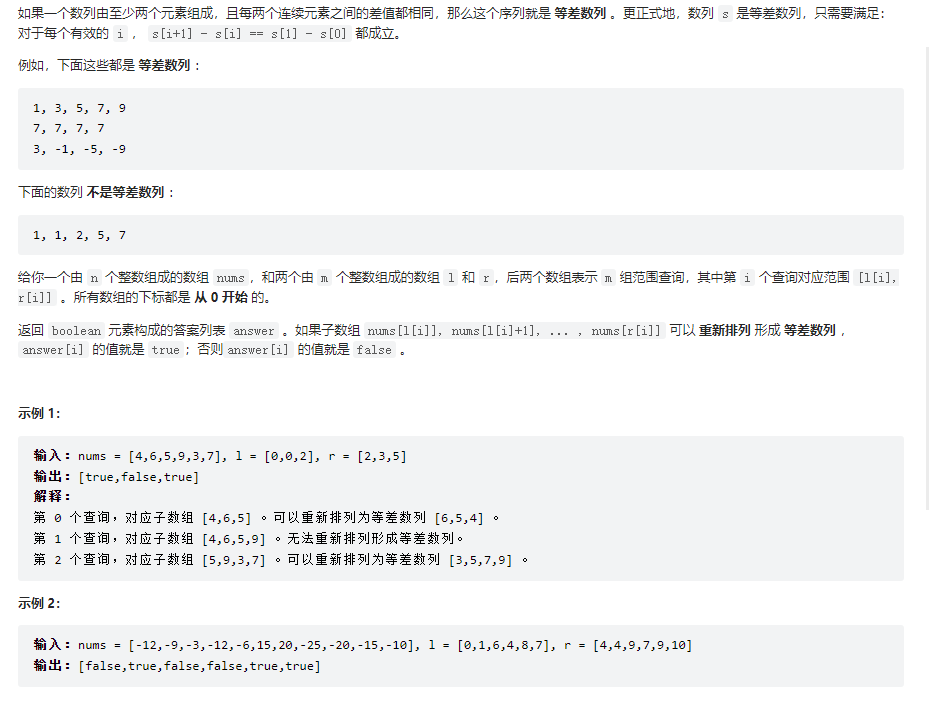 如果一个数列由至少两个元素组成，且每两个连续元素之间的差值都相同，那么这个序列就是 等差数列 。更正式地，数列 s 是等差数列，只需要满足：
对于每个有效的 i ， s[i+1] - s[i] == s[1] - s[0] 都成立。
例如，下面这些都是 等差数列 ：
1, 3, 5, 7, 9
7, 7, 7, 7
3, -1, -5, -9
下面的数列 不是等差数列 ：
1, 1, 2, 5, 7
给你一个由 n 个整数组成的数组 nums ，和两个由 m 个整数组成的数组 l 和 r，后两个数组表示 m 组范围查询，其中第 i 个查询对应范围 [l[i],
r[i]] 。所有数组的下标都是 从 0 开始 的。
返回 boolean 元素构成的答案列表 answer 。如果子数组 nums[l[i]], nums[l[i]+1], ... , nums[r[i]] 可以 重新排列 形成 等差数列 ，
answer[i] 的值就是 true；否则 answer[i] 的值就是 false 。
示例 1：
输入：nums = [4,6,5,9,3,7], l = [0,0,2], r = [2,3,5]
输出：[true,false,true]
解释：
第 0 个查询，对应子数组 [4,6,5] 。可以重新排列为等差数列 [6,5,4] 。
第 1 个查询，对应子数组 [4,6,5,9] 。无法重新排列形成等差数列。
第 2 个查询，对应子数组 [5,9,3,7] 。可以重新排列为等差数列 [3,5,7,9] 。
示例 2：
输入：nums = [-12,-9,-3,-12,-6,15,20,-25,-20,-15,-10], l = [0,1,6,4,8,7], r = [4,4,9,7,9,10]
输出：[false,true,false,false,true,true]